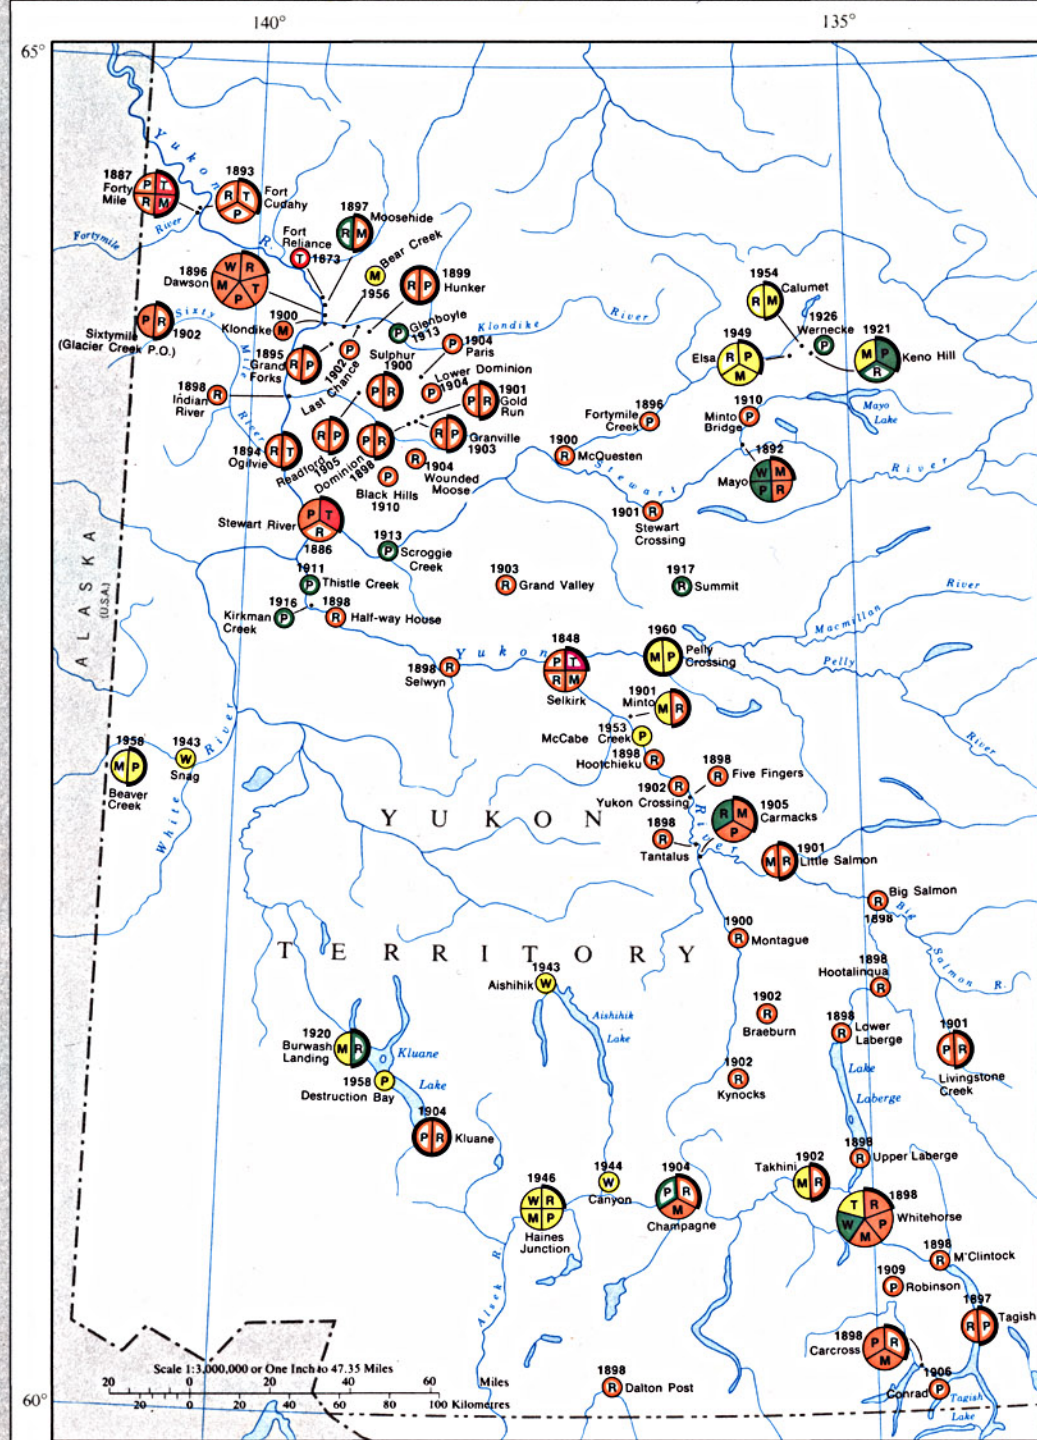 140°
135°
65°
Yukon
1887
Forty
Mile
P T
R M
1893
Fort
Cudahy
R T
P
1897
Moosehide
R M
Fort
Reliance
T 1873
River
Fortymile
R.
Bear Creek
M
1956
1896
Dawson
W R
M T
P
1899
Hunker
R P
P R
1902
Sixtymile
(Glacier Creek P.O.)
Sixty
Mile
River
1900
Klondike M
P
Glenboyle
1913
Klondike
River
1904
P Paris
1895
Grand
Forks
R P
P
1902
Last Chance
Sulphur
1900
P R
Lower Dominion
P 1904
1901
Gold
Run
P R
1898
R
Indian
River
1894
Ogilvie
R T
R P
Readford
1905
P R
Dominion
1898
R P
Granville
1903
R 1904
Wounded
Moose
P
Black Hills
1910
1954
Calumet
R M
1926
Wernecke
P
1921
Keno Hill
M P
R
1949
Elsa
R P
M
1896
Fortymile
Creek P
1910
Minto
Bridge P
Mayo
Lake
1900
R McQuesten
Stewart
River
1892
Mayo
W M
P R
1901 R
Stewart
Crossing
Stewart River
P T
R
1886
1913
P Scroggie
Creek
1911
P Thistle Creek
1903
R Grand Valley
1917
R Summit
1916
Kirkman
Creek P
1898
R Half-way House
ALASKA
(U.S.A.)
River
Macmillan
Pelly
River
1898 R
Selwyn
Yukon
1848
P T
R M
Selkirk
1960
M P
Pelly
Crossing
1901
Minto
M R
1953
McCabe Creek P
1898
Hootchieku R
1902 R
Yukon Crossing
1898
R Five Fingers
River
1958
M P
Beaver
Creek
1943
W
Snag
White
River
YUKON
TERRITORY
1905
Carmacks
R M
P
1898
R
Tantalus
1901
M R
Little Salmon
Big Salmon
R
1898
Big
Salmon R.
1900
R Montague
1943
Aishihik W
Aishihik
Lake
1898
Hootalinqua
R
1902
R
Braeburn
1898
R Lower
Laberge
1901
P R
Livingstone
Creek
1920
Burwash
Landing
M R
Kluane
Lake
1958 P
Destruction Bay
1904
P R Kluane
1902
R
Kynocks
Lake
Laberge
1898
R Upper Laberge
1946
W R
M P
Haines
Junction
1944
W
Canyon
1904
P R
M
Champagne
1902
Takhini
M R
1898
Whitehorse
T R
W P
M
1898
R M'Clintock
1909
P Robinson
1897
R P Tagish
Alsek R.
1898
Carcross
P R
M
1906
Conrad P
Tagish
Lake
1898
R Dalton Post
60°
Scale 1:3,000,000 or One Inch to 47.35 Miles
20 0 20 40 60 Miles
20 0 20 40 60 80 100 Kilometres